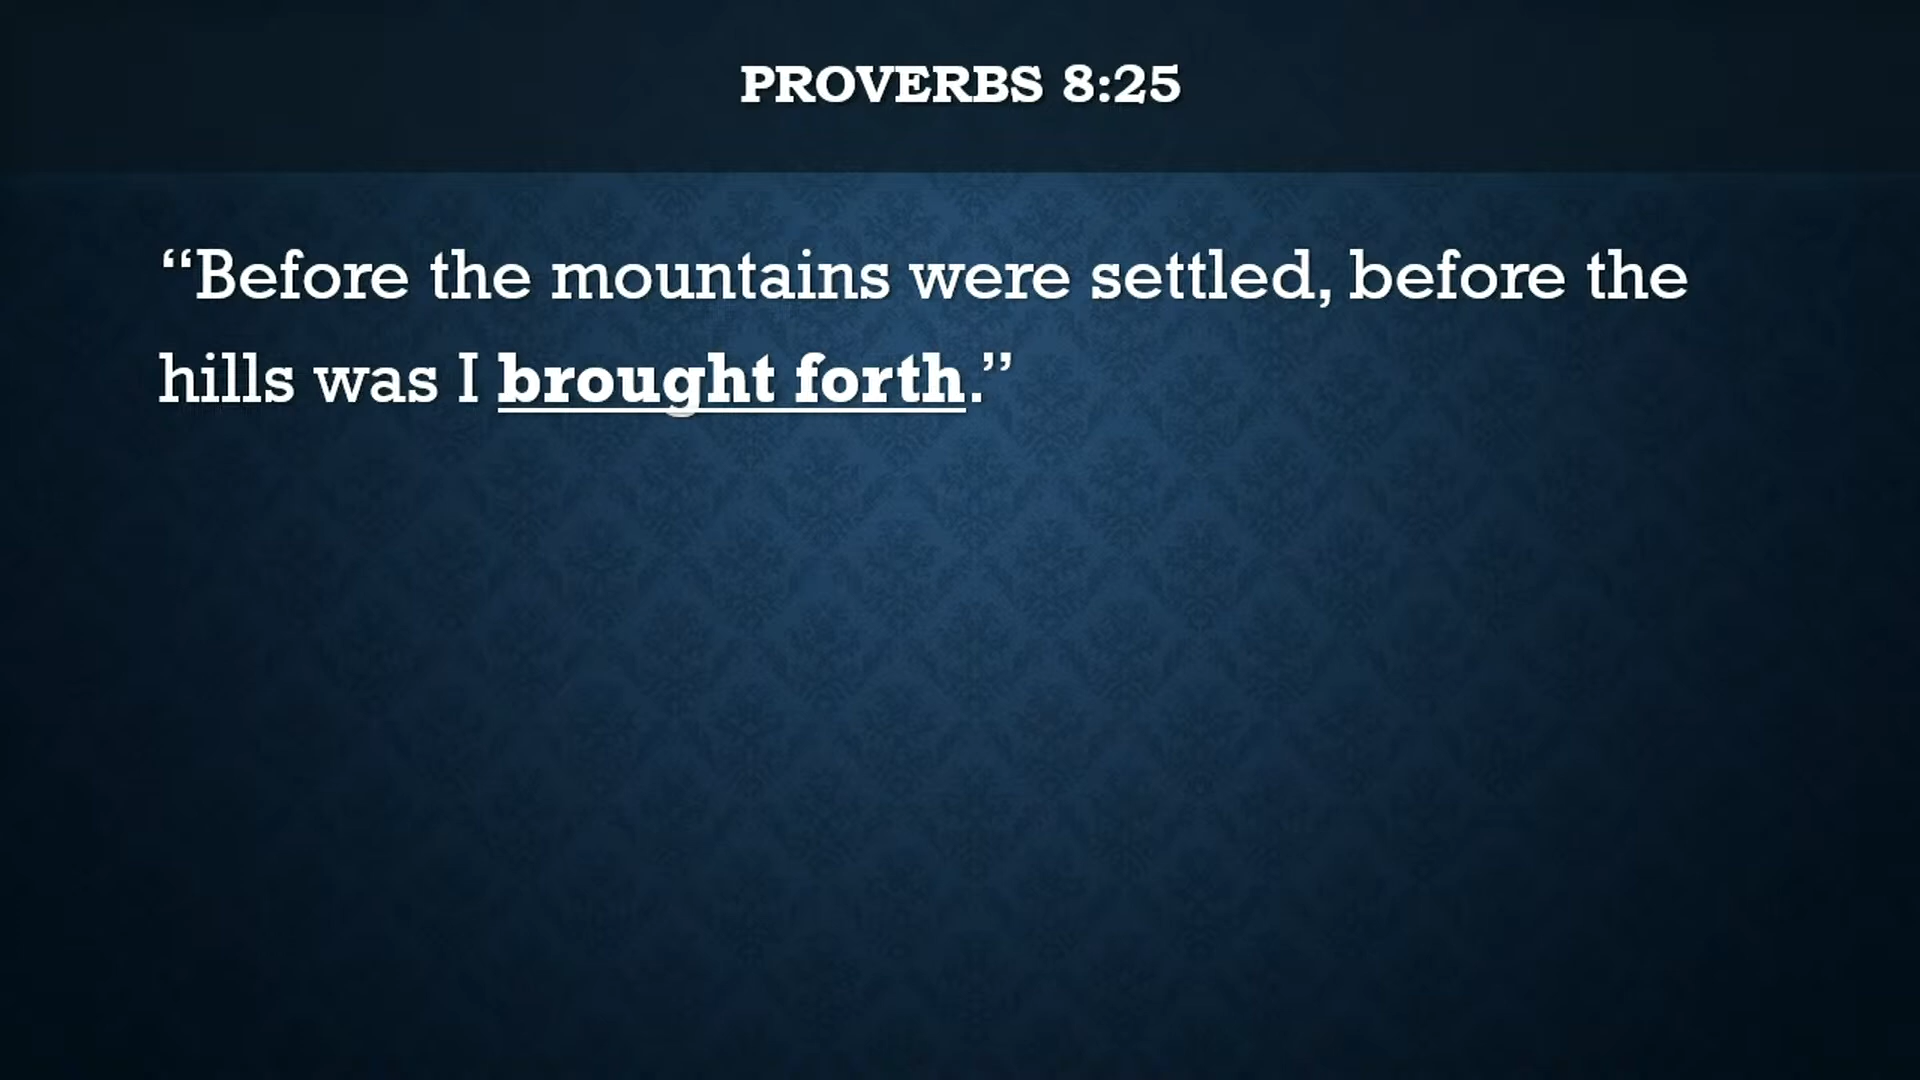 PROVERBS 8:25
“Before the mountains were settled, before the
hills was I brought forth.”